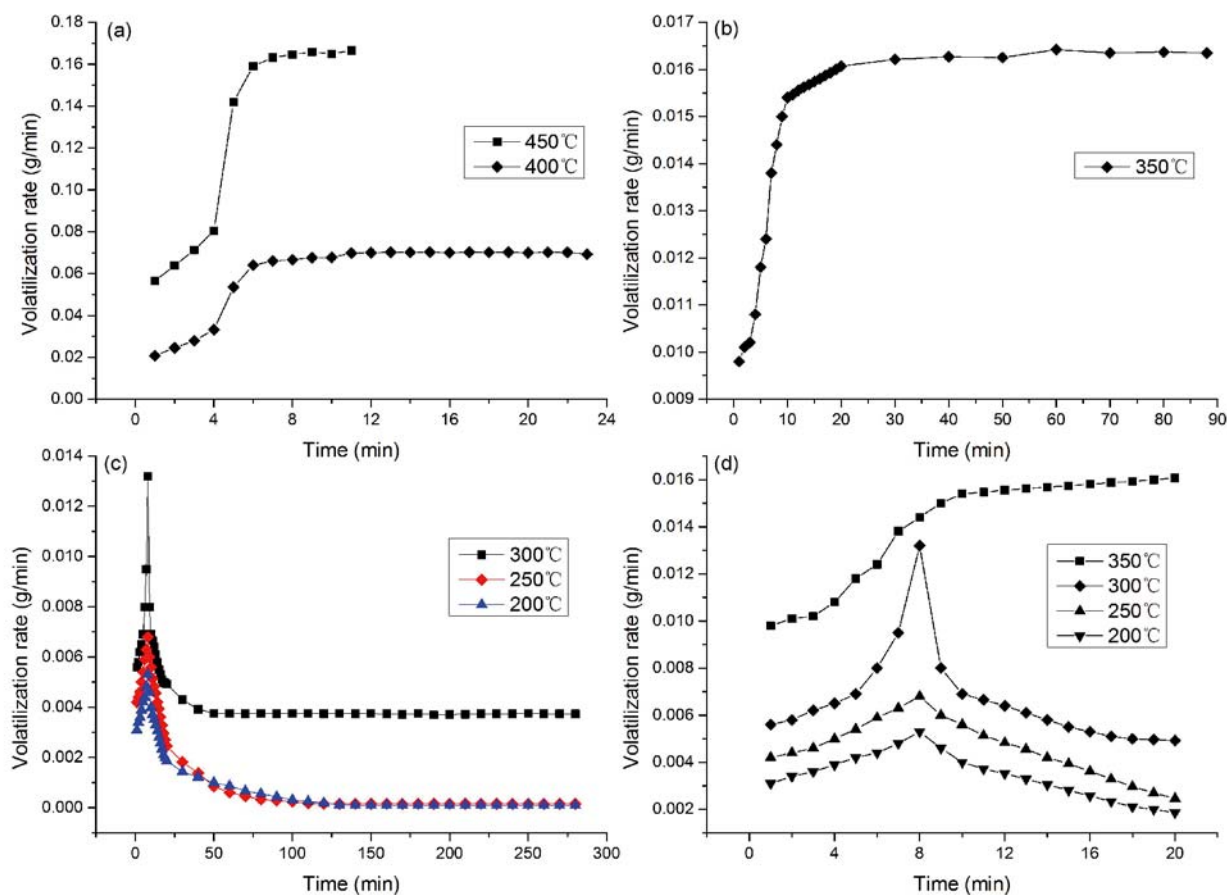 (a)
Volatilization rate (g/min)
0.18
0.16
0.14
0.12
0.10
0.08
0.06
0.04
0.02
0.00
450℃
400℃
0 4 8 12 16 20 24
Time (min)
(b)
Volatilization rate (g/min)
0.017
0.016
0.015
0.014
0.013
0.012
0.011
0.010
0.009
350℃
0 10 20 30 40 50 60 70 80 90
Time (min)
(c)
Volatilization rate (g/min)
0.014
0.012
0.010
0.008
0.006
0.004
0.002
0.000
300℃
250℃
200℃
0 50 100 150 200 250 300
Time (min)
(d)
Volatilization rate (g/min)
0.016
0.014
0.012
0.010
0.008
0.006
0.004
0.002
350℃
300℃
250℃
200℃
0 4 8 12 16 20
Time (min)